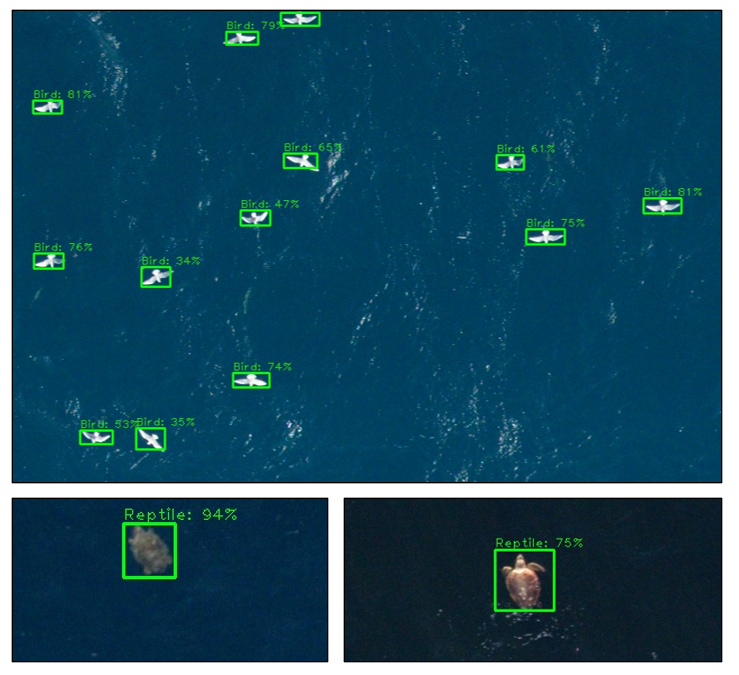 Bird: 79%
Bird: 81%
Bird: 65%
Bird: 61%
Bird: 81%
Bird: 47%
Bird: 75%
Bird: 76%
Bird: 34%
Bird: 74%
Bird: 53%
Bird: 35%
Reptile: 94%
Reptile: 75%